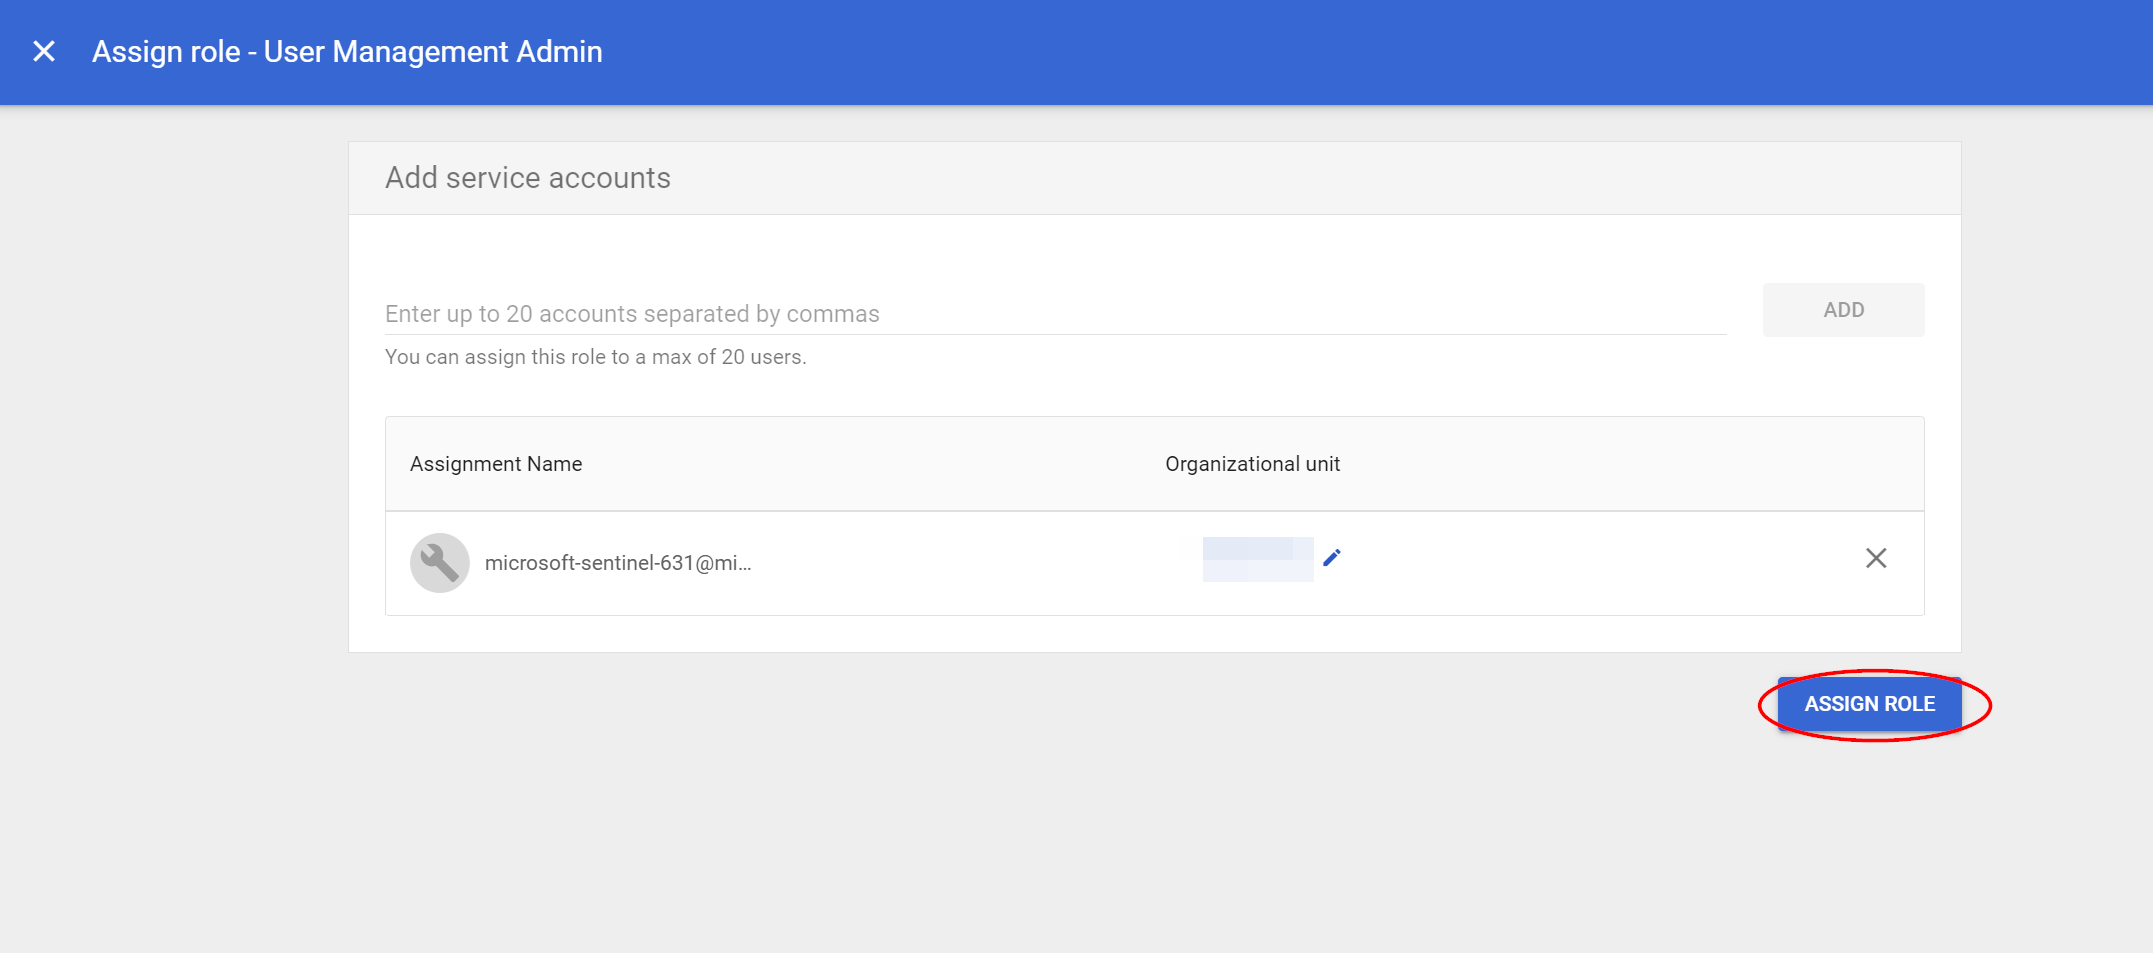 Assign role - User Management Admin
Add service accounts
Enter up to 20 accounts separated by commas
ADD
You can assign this role to a max of 20 users.
Assignment Name
Organizational unit
microsoft-sentinel-631@mi...
ASSIGN ROLE